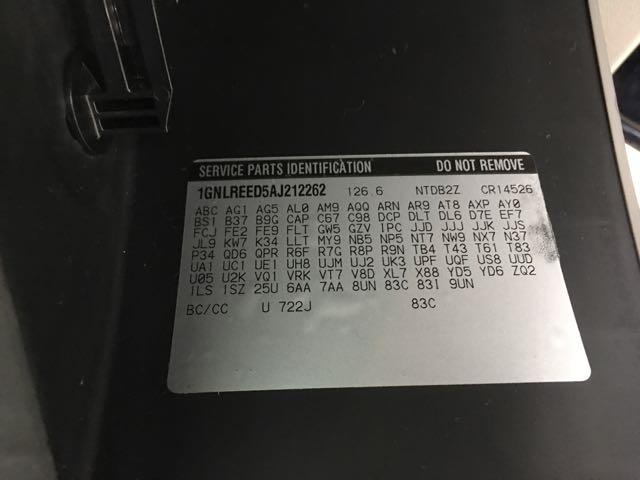 SERVICE PARTS IDENTIFICATION DO NOT REMOVE
1GNLREED5AJ212262 126.6 NTDB2Z CR14526
ABC AG1 AG5 AL0 AM9 AQQ ARN AR9 AT8 AXP AY0
BS1 B37 B9G CAP C67 C98 DCP DLT DL6 D7E EF7
FCJ FE2 FE9 FLT GW5 GZV IPC JJD JJJ JJK JJS
JL9 KW7 K34 LLT MY9 NB5 NP5 NT7 NW9 NX7 N37
P34 QD6 QPR R6F R7G R8P R9N TB4 T43 T61 T83
UA1 UC1 UE1 UH8 UJM UJ2 UK3 UPF UQF US8 UUD
U05 U2K VQ1 VRK VT7 V8D XL7 X88 YD5 YD6 ZQ2
1LS 1SZ 25U 6AA 7AA 8UN 83C 83I 9UN
BC/CC U 722J 83C